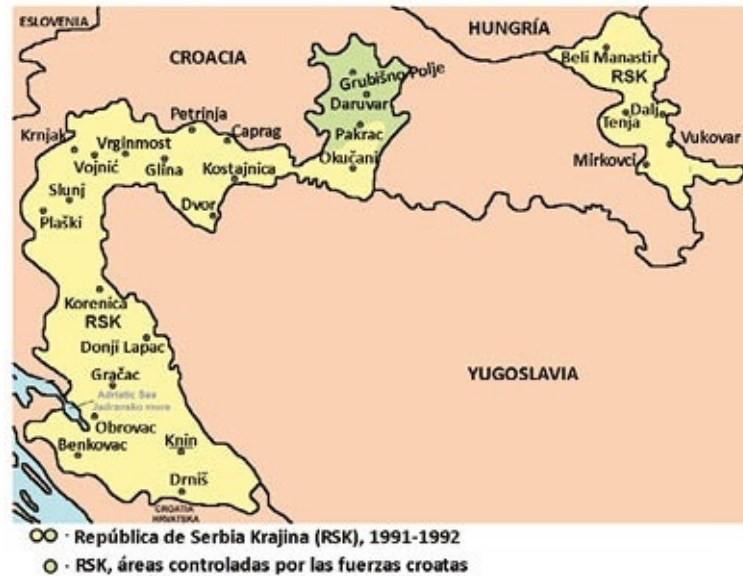 ESLOVENIA
HUNGRÍA
CROACIA
Beli Manastir
RSK
Grubišno Polje
Daruvar
Petrinja
Dalj
Krnjak
Caprag
Pakrac
Tenja
Vrginmost
Vukovar
Vojnić
Glina
Kostajnica
Okučani
Mirkovci
Slunj
Dvor
Plaški
Korenica
RSK
Donji Lapac
YUGOSLAVIA
Gračac
Adriatic Sea
Jadransko more
Obrovac
Benkovac
Knin
Drniš
CROATIA
HRVATSKA
· República de Serbia Krajina (RSK), 1991-1992
· RSK, áreas controladas por las fuerzas croatas